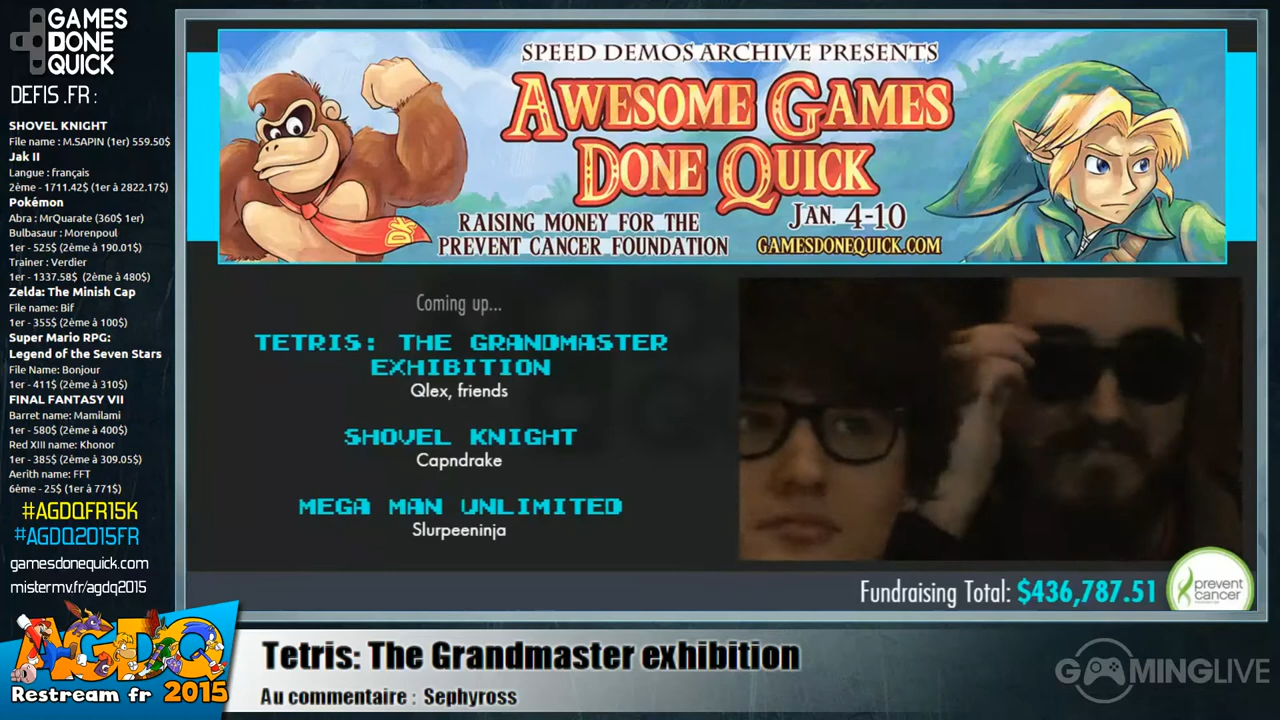 GAMES
DONE
QUICK
DEFIS .FR :
SHOVEL KNIGHT
File name : M.SAPIN (1er) 559.50$
Jak II
Langue : français
2ème - 1711.42$ (1er à 2822.17$)
Pokémon
Abra : MrQuarate (360$ 1er)
Bulbasaur : Morenpoul
1er - 525$ (2ème à 190.01$)
Trainer : Verdier
1er - 1337.58$ (2ème à 480$)
Zelda: The Minish Cap
File name: Bif
1er - 355$ (2ème à 100$)
Super Mario RPG:
Legend of the Seven Stars
File Name: Bonjour
1er - 411$ (2ème à 310$)
FINAL FANTASY VII
Barret name: Mamilami
1er - 580$ (2ème à 400$)
Red XIII name: Khonor
1er - 385$ (2ème à 309.05$)
Aerith name: FFT
6ème - 25$ (1er à 771$)
#AGDQFR15K
#AGDQ2015FR
gamesdonequick.com
mistermv.fr/agdq2015
AGDQ
Restream fr 2015
SPEED DEMOS ARCHIVE PRESENTS
AWESOME GAMES
DONE QUICK
JAN. 4-10
RAISING MONEY FOR THE
PREVENT CANCER FOUNDATION
GAMESDONEQUICK.COM
DK
Coming up...
TETRIS: THE GRANDMASTER
EXHIBITION
Qlex, friends
SHOVEL KNIGHT
Capndrake
MEGA MAN UNLIMITED
Slurpeeninja
Fundraising Total: $436,787.51
prevent
cancer
Tetris: The Grandmaster exhibition
Au commentaire : Sephyross
GAMINGLIVE